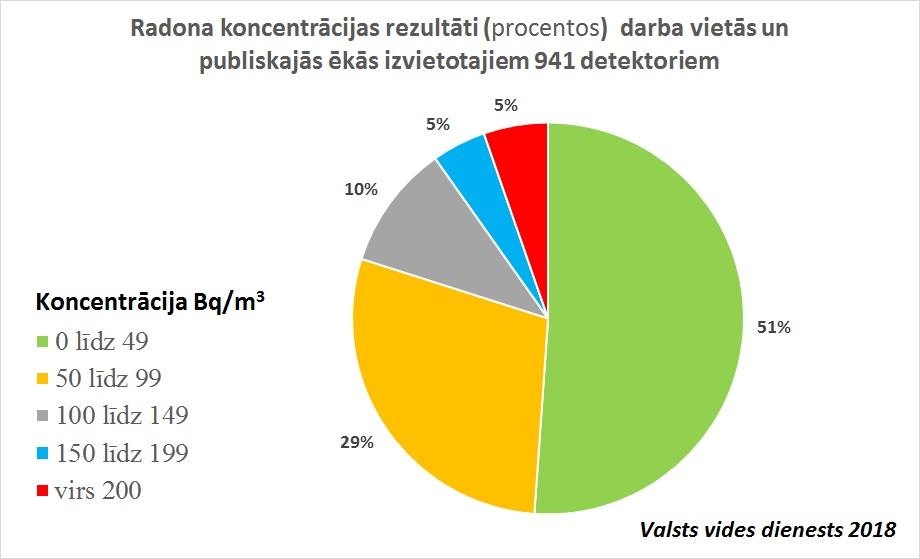 Radona koncentrācijas rezultāti (procentos) darba vietās un
publiskajās ēkās izvietotajiem 941 detektoriem
5%
5%
10%
51%
29%
Koncentrācija Bq/m³
0 līdz 49
50 līdz 99
100 līdz 149
150 līdz 199
virs 200
Valsts vides dienests 2018